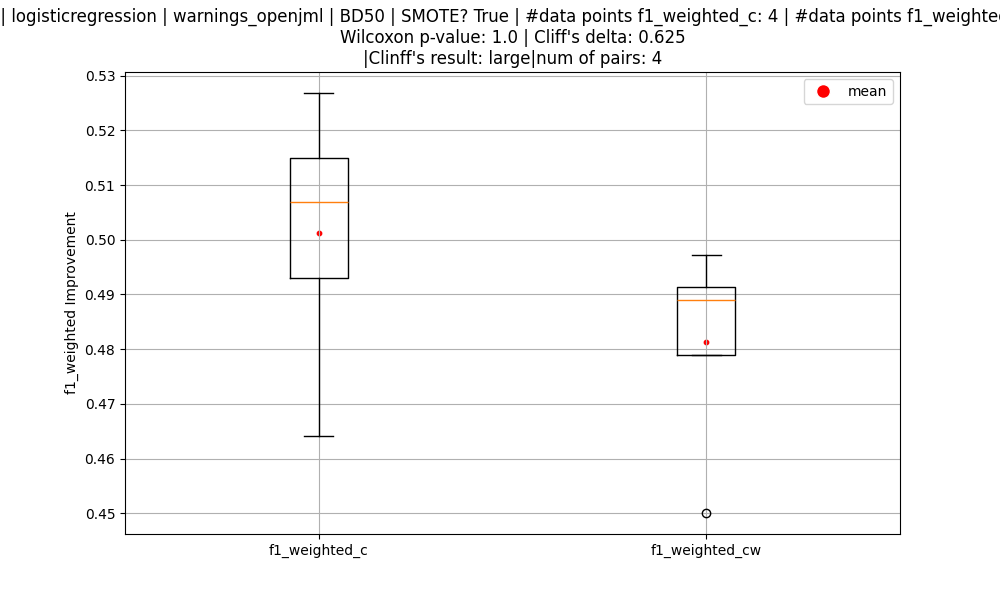 | logisticregression | warnings_openjml | BD50 | SMOTE? True | #data points f1_weighted_c: 4 | #data points f1_weighte
Wilcoxon p-value: 1.0 | Cliff's delta: 0.625
|Clinff's result: large|num of pairs: 4
mean
0.53
0.52
0.51
0.50
0.49
0.48
0.47
0.46
0.45
f1_weighted Improvement
f1_weighted_c
f1_weighted_cw